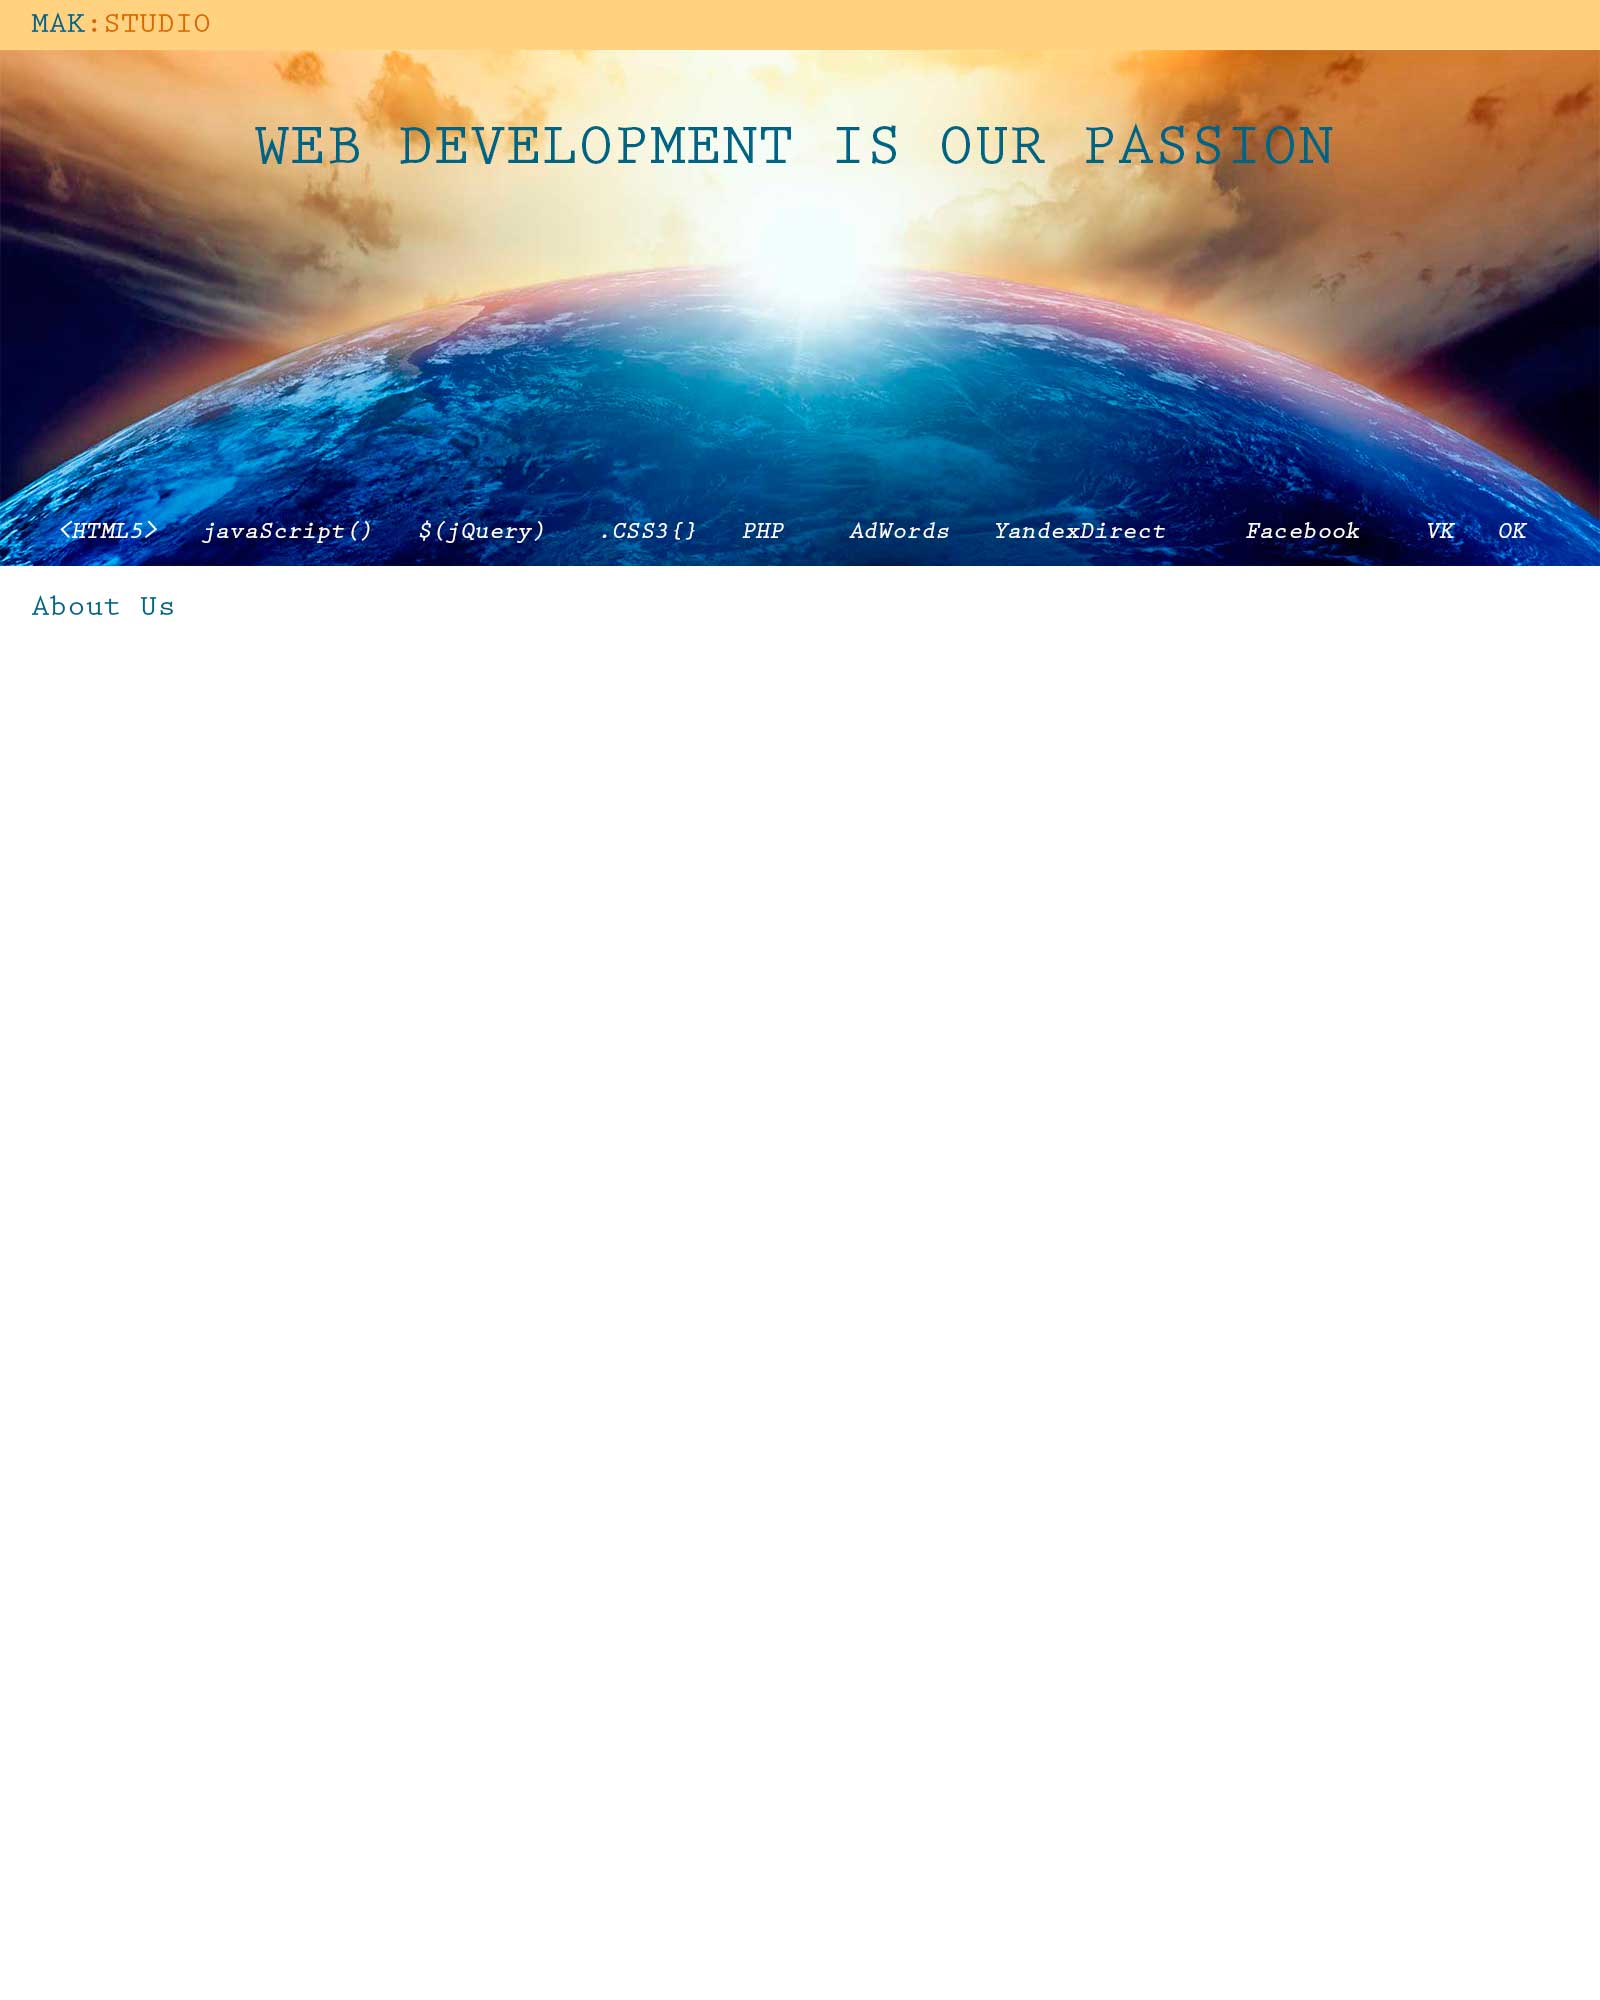 MAK:STUDIO
WEB DEVELOPMENT IS OUR PASSION
<HTML5> javaScript() $(jQuery) .CSS3{} PHP AdWords YandexDirect Facebook VK OK
About Us